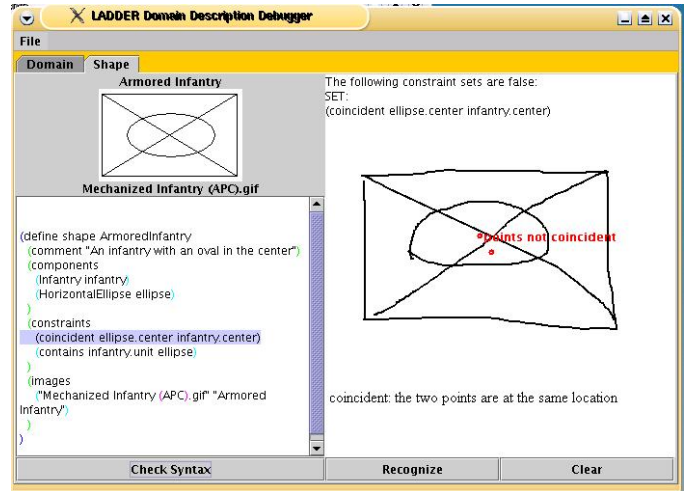 LADDER Domain Description Debugger
File
Domain Shape
Armored Infantry
Mechanized Infantry (APC).gif
(define shape ArmoredInfantry
(comment "An infantry with an oval in the center")
(components
(Infantry infantry)
(HorizontalEllipse ellipse)
)
(constraints
(coincident ellipse.center infantry.center)
(contains infantry.unit ellipse)
)
(images
("Mechanized Infantry (APC).gif" "Armored
Infantry")
)
)
Check Syntax
The following constraint sets are false:
SET:
(coincident ellipse.center infantry.center)
points not coincident
coincident: the two points are at the same location
Recognize Clear